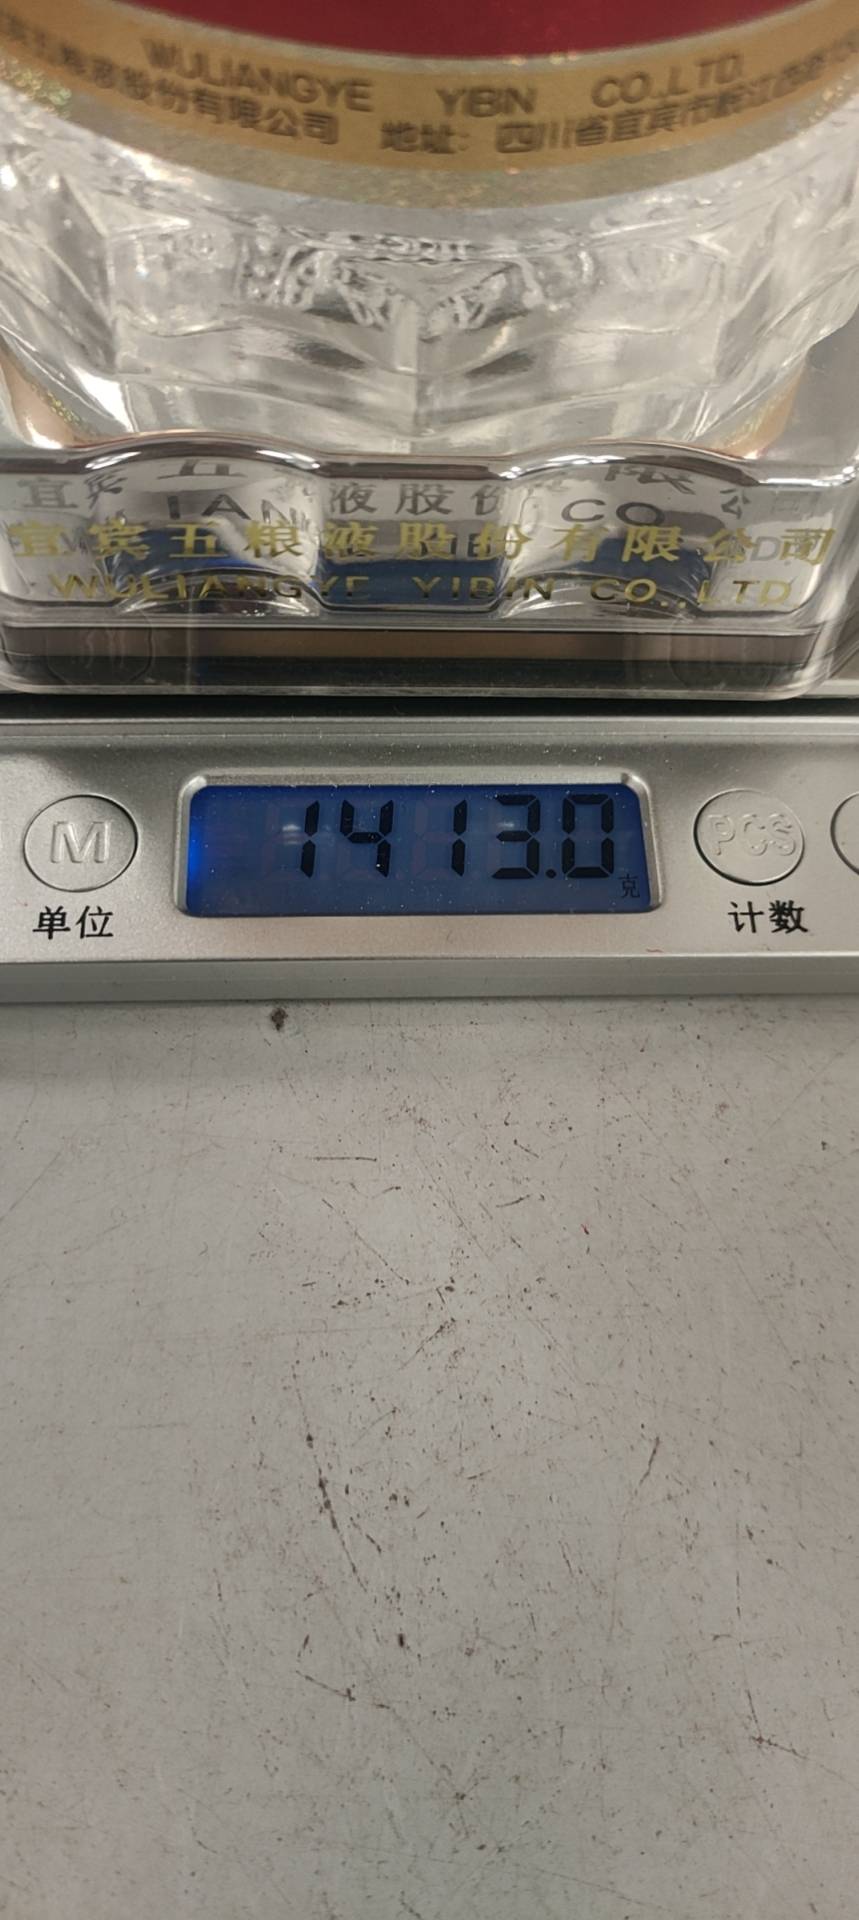 WULIANGYE YIBIN CO.,LTD.
股份有限公司 地址：四川省宜宾市
宜宾五粮液股份有限公司
WULIANGYE YIBIN CO.,LTD
1413.0
克
M
PCS
单位
计数